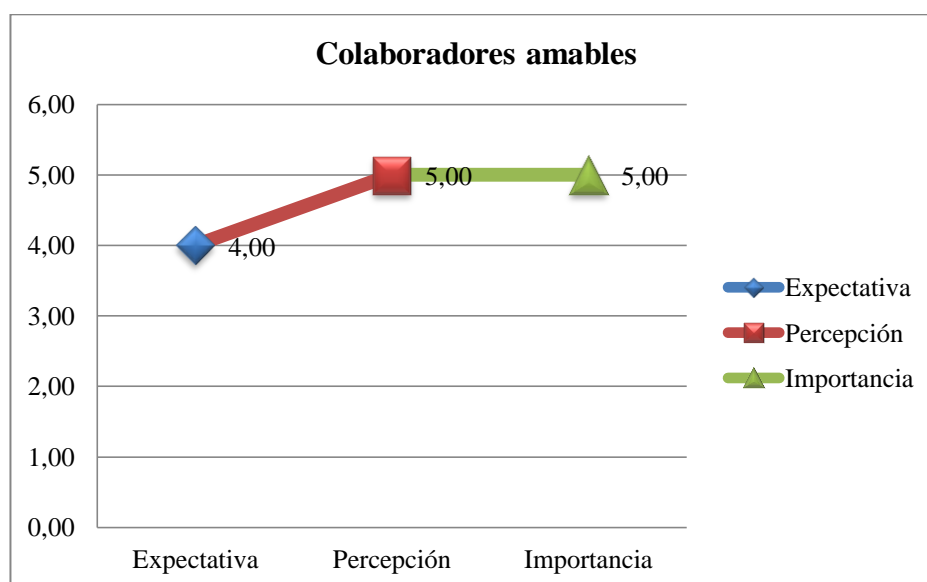 Colaboradores amables
6,00
5,00
4,00
3,00
2,00
1,00
0,00
5,00
5,00
4,00
Expectativa
Percepción
Importancia
Expectativa
Percepción
Importancia